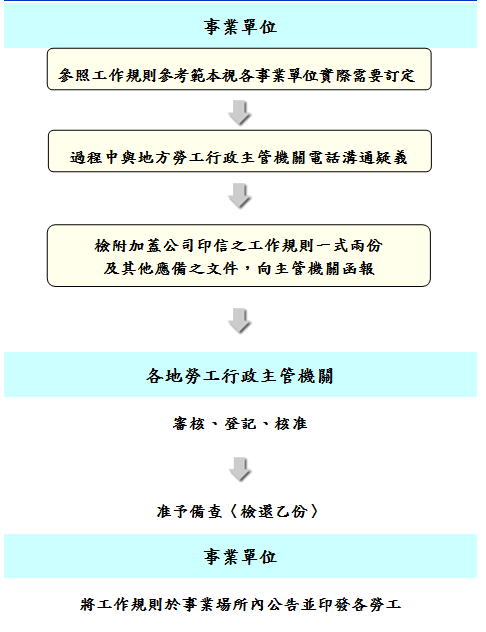 事業單位
參照工作規則參考範本視各事業單位實際需要訂定
過程中與地方勞工行政主管機關電話溝通疑義
檢附加蓋公司印信之工作規則一式兩份
及其他應備之文件，向主管機關函報
各地勞工行政主管機關
審核、登記、核准
准予備查〈檢還乙份〉
事業單位
將工作規則於事業場所內公告並印發各勞工